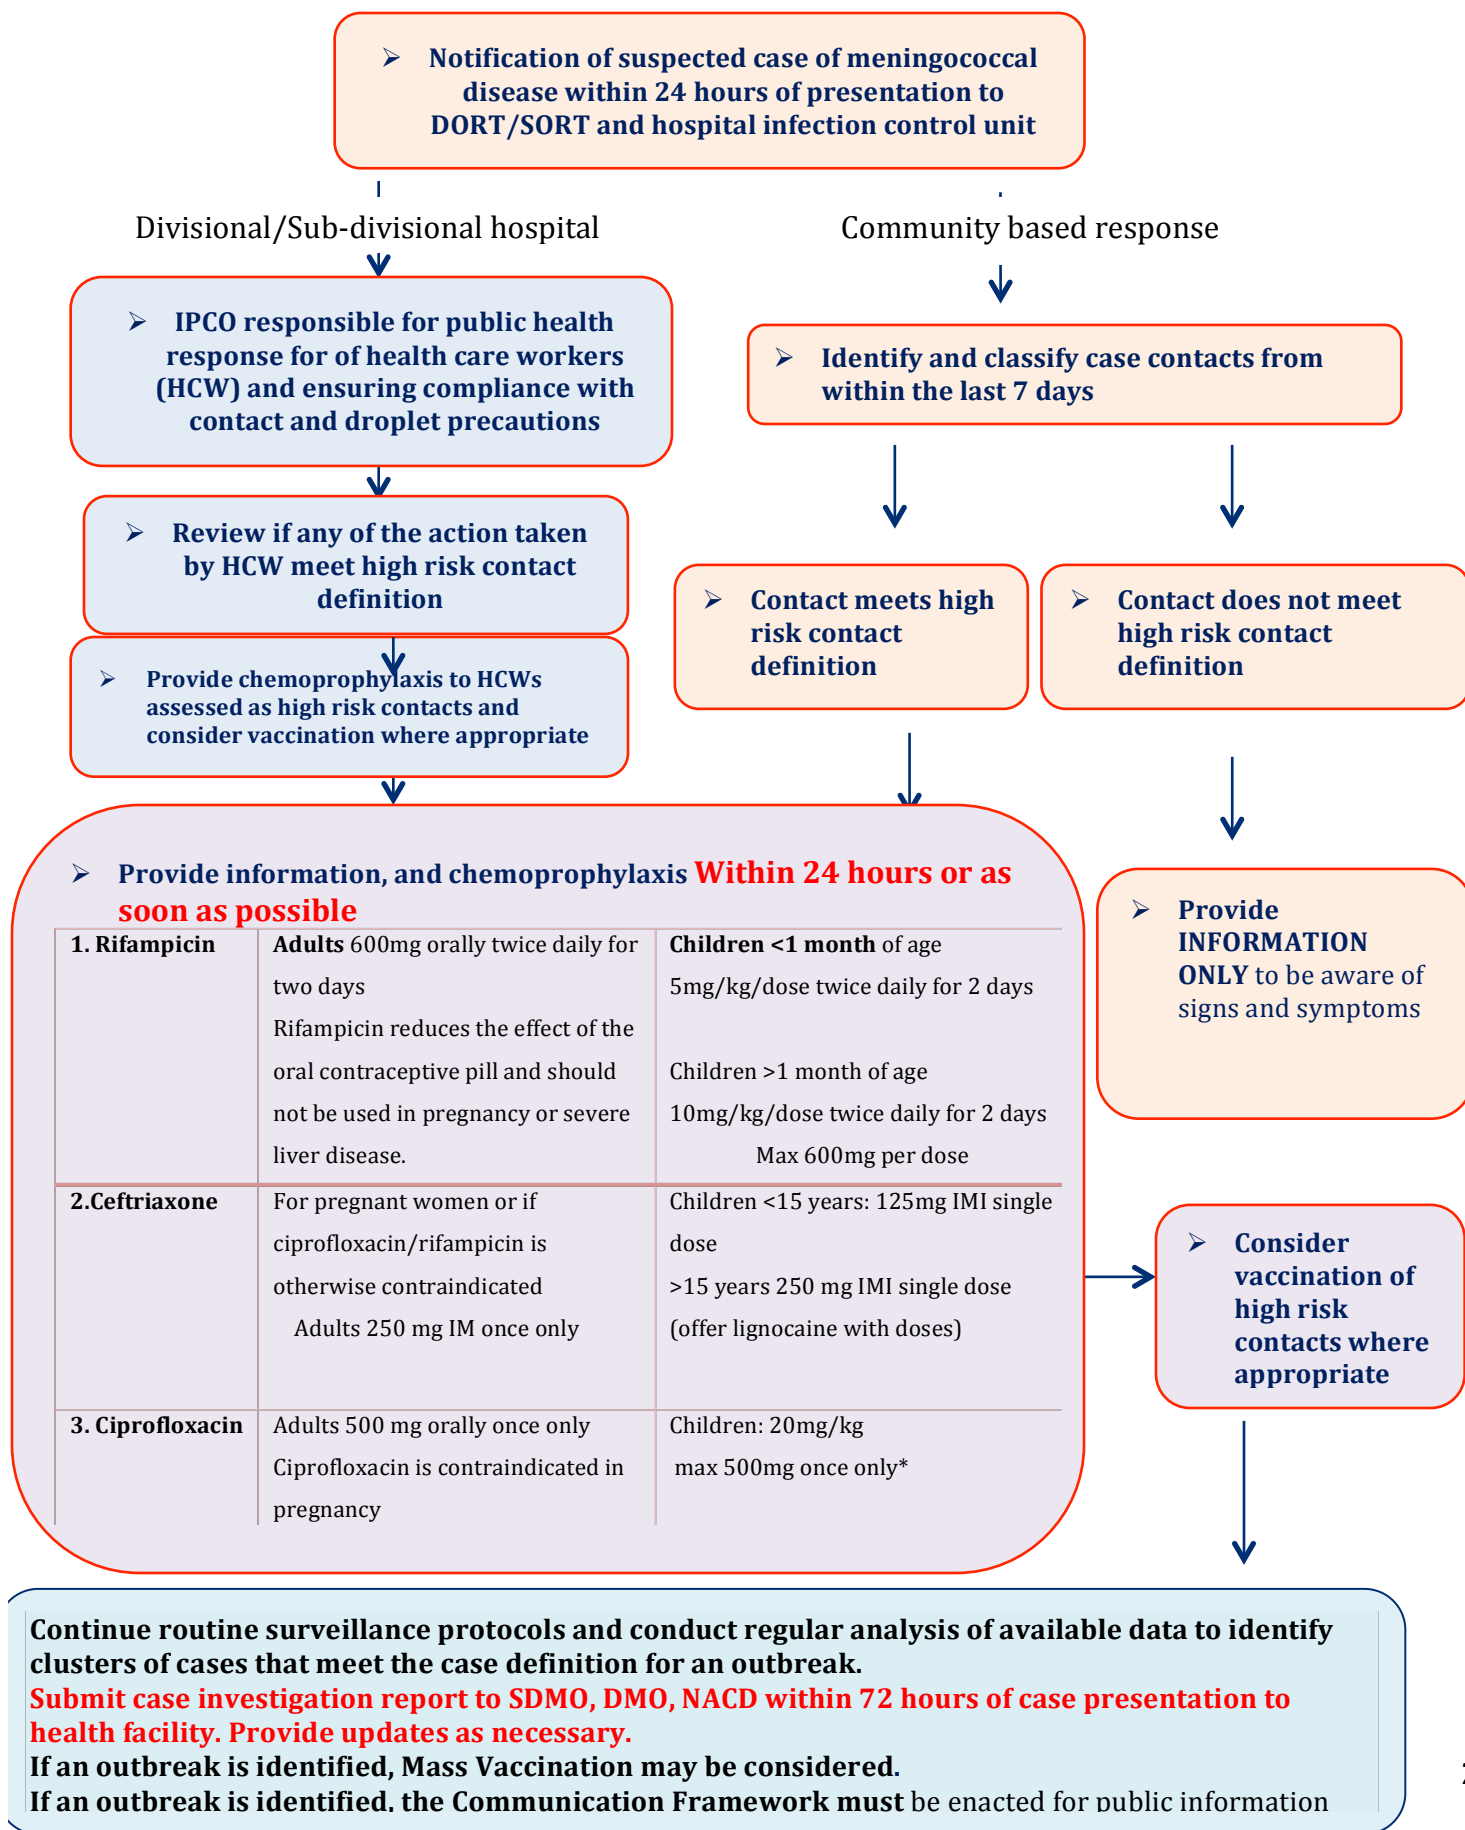 ➢ Notification of suspected case of meningococcal
disease within 24 hours of presentation to
DORT/SORT and hospital infection control unit
Divisional/Sub-divisional hospital
Community based response
➢ IPCO responsible for public health
response for of health care workers
(HCW) and ensuring compliance with
contact and droplet precautions
➢ Identify and classify case contacts from
within the last 7 days
➢ Review if any of the action taken
by HCW meet high risk contact
definition
➢ Contact meets high
risk contact
definition
➢ Contact does not meet
high risk contact
definition
➢ Provide chemoprophylaxis to HCWs
assessed as high risk contacts and
consider vaccination where appropriate
➢ Provide information, and chemoprophylaxis Within 24 hours or as
soon as possible
1. Rifampicin
Adults 600mg orally twice daily for
two days
Rifampicin reduces the effect of the
oral contraceptive pill and should
not be used in pregnancy or severe
liver disease.
Children <1 month of age
5mg/kg/dose twice daily for 2 days
Children >1 month of age
10mg/kg/dose twice daily for 2 days
Max 600mg per dose
2.Ceftriaxone
For pregnant women or if
ciprofloxacin/rifampicin is
otherwise contraindicated
Adults 250 mg IM once only
Children <15 years: 125mg IMI single
dose
>15 years 250 mg IMI single dose
(offer lignocaine with doses)
3. Ciprofloxacin
Adults 500 mg orally once only
Ciprofloxacin is contraindicated in
pregnancy
Children: 20mg/kg
max 500mg once only*
➢ Provide
INFORMATION
ONLY to be aware of
signs and symptoms
➢ Consider
vaccination of
high risk
contacts where
appropriate
Continue routine surveillance protocols and conduct regular analysis of available data to identify
clusters of cases that meet the case definition for an outbreak.
Submit case investigation report to SDMO, DMO, NACD within 72 hours of case presentation to
health facility. Provide updates as necessary.
If an outbreak is identified, Mass Vaccination may be considered.
If an outbreak is identified, the Communication Framework must be enacted for public information